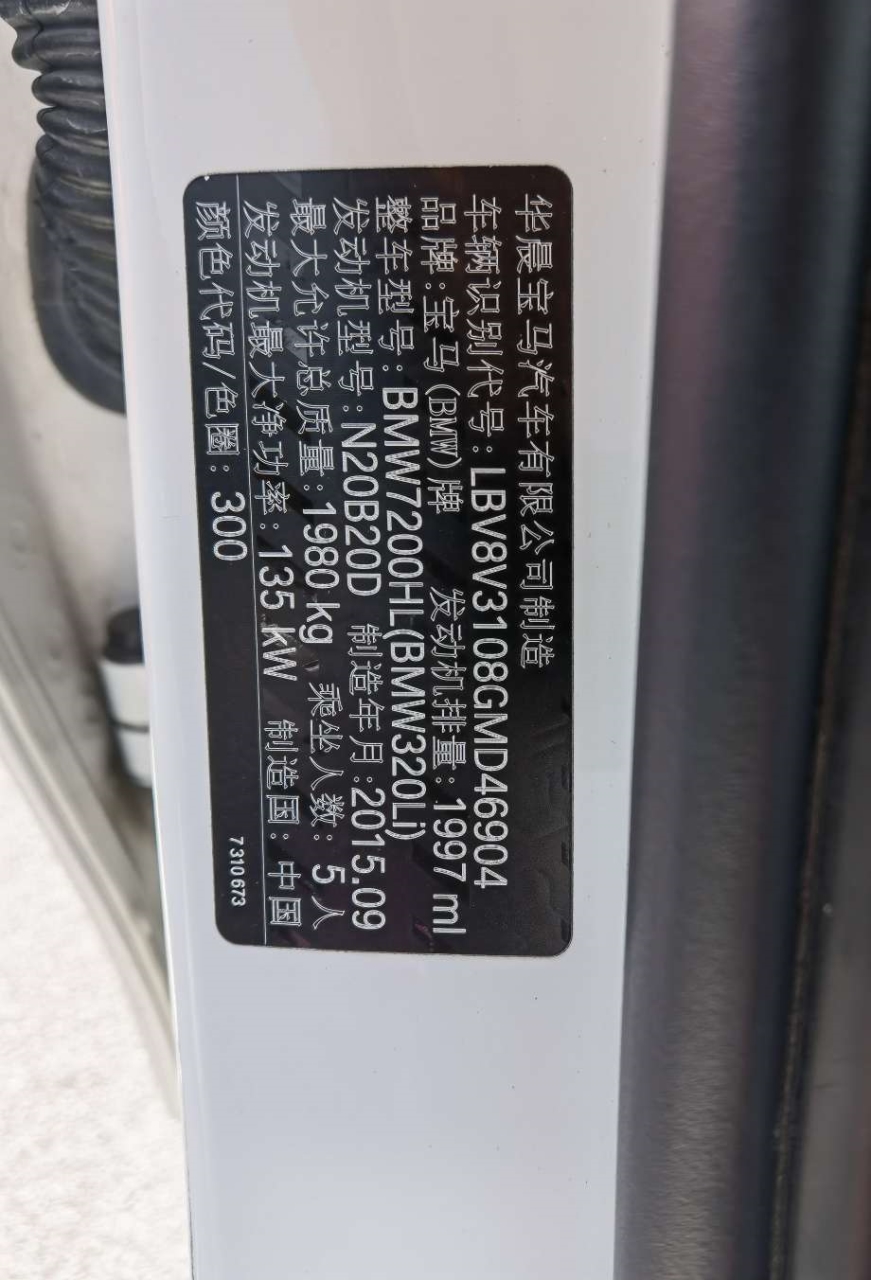 华晨宝马汽车有限公司制造
车辆识别代号:LBV8V3108GMD46904
品牌:宝马(BMW)牌 发动机排量:1997 ml
整车型号:BMW7200HL(BMW320Li)
发动机型号:N20B20D 制造年月:2015.09
最大允许总质量:1980 kg 乘坐人数:5人
发动机最大净功率:135 kW 制造国:中国
颜色代码/色圈:300
7 310 673